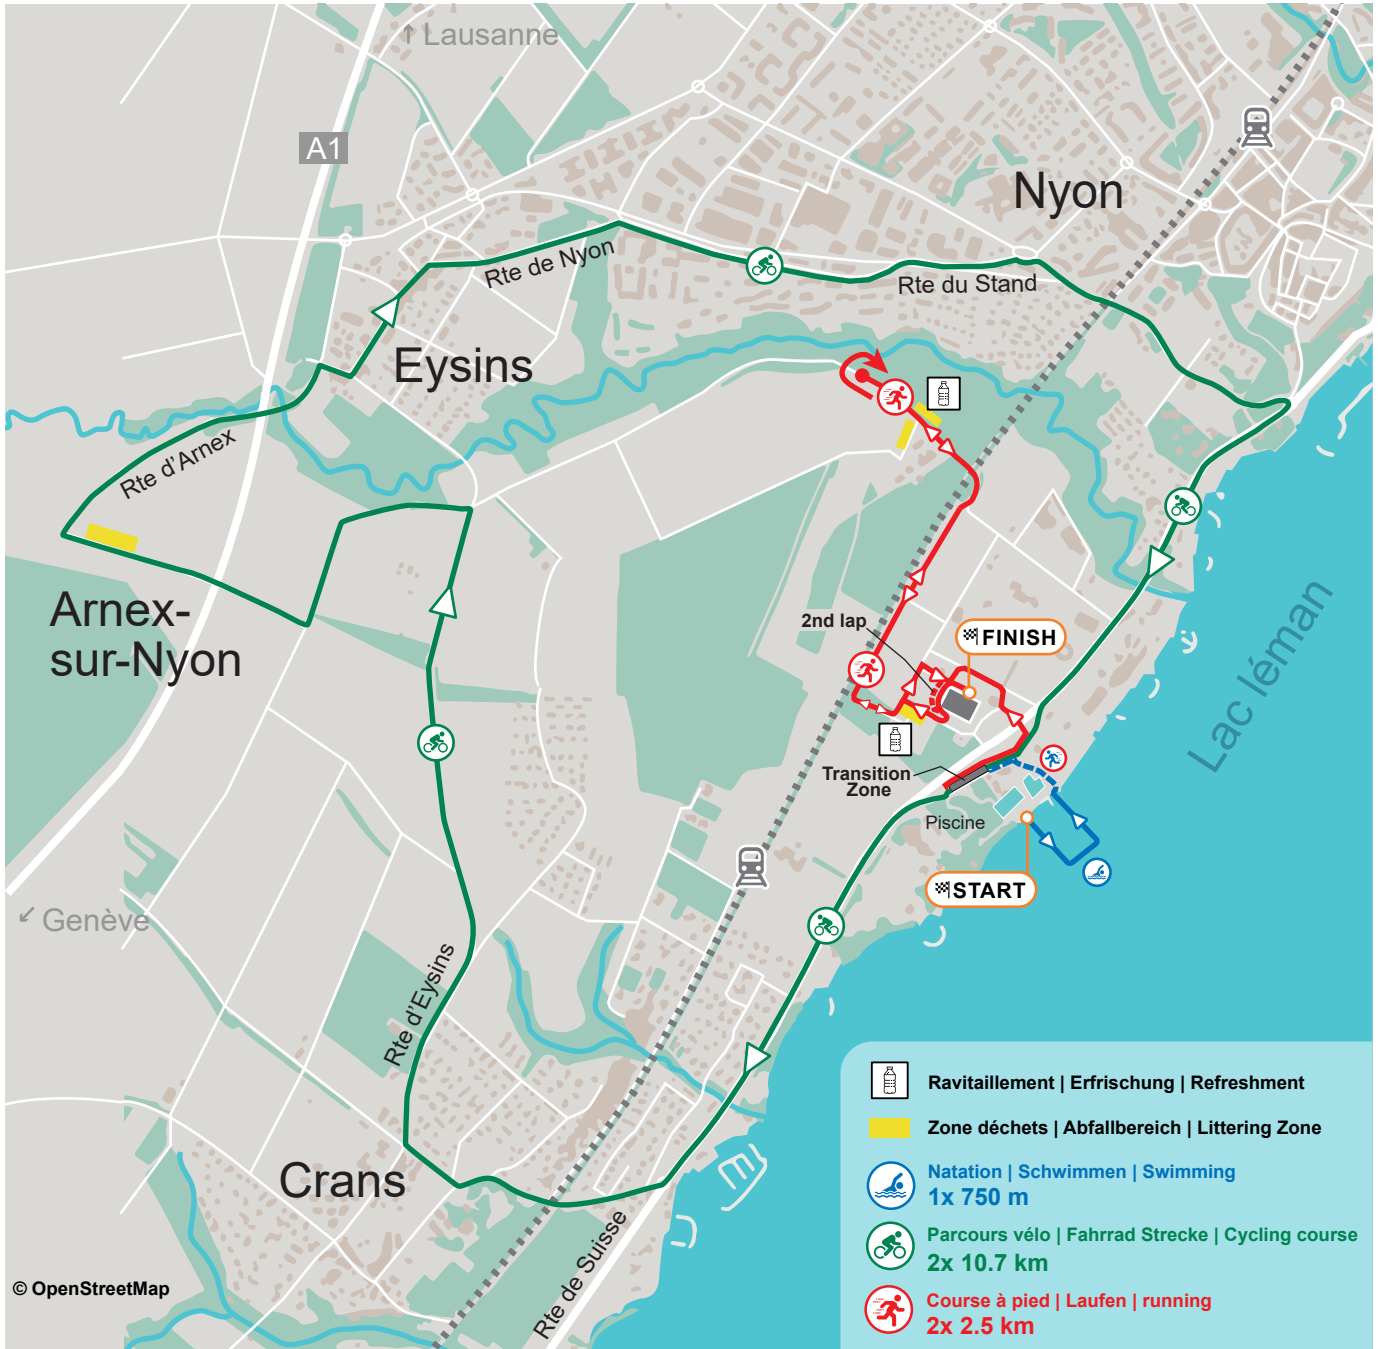 ↑ Lausanne
A1
Nyon
Rte de Nyon
Rte du Stand
Eysins
Rte d'Arnex
Arnex-
sur-Nyon
2nd lap
FINISH
Lac léman
Transition
Zone
Piscine
START
↙ Genève
Rte d'Eysins
Crans
Rte de Suisse
Ravitaillement | Erfrischung | Refreshment
Zone déchets | Abfallbereich | Littering Zone
Natation | Schwimmen | Swimming
1x 750 m
Parcours vélo | Fahrrad Strecke | Cycling course
2x 10.7 km
Course à pied | Laufen | running
2x 2.5 km
© OpenStreetMap